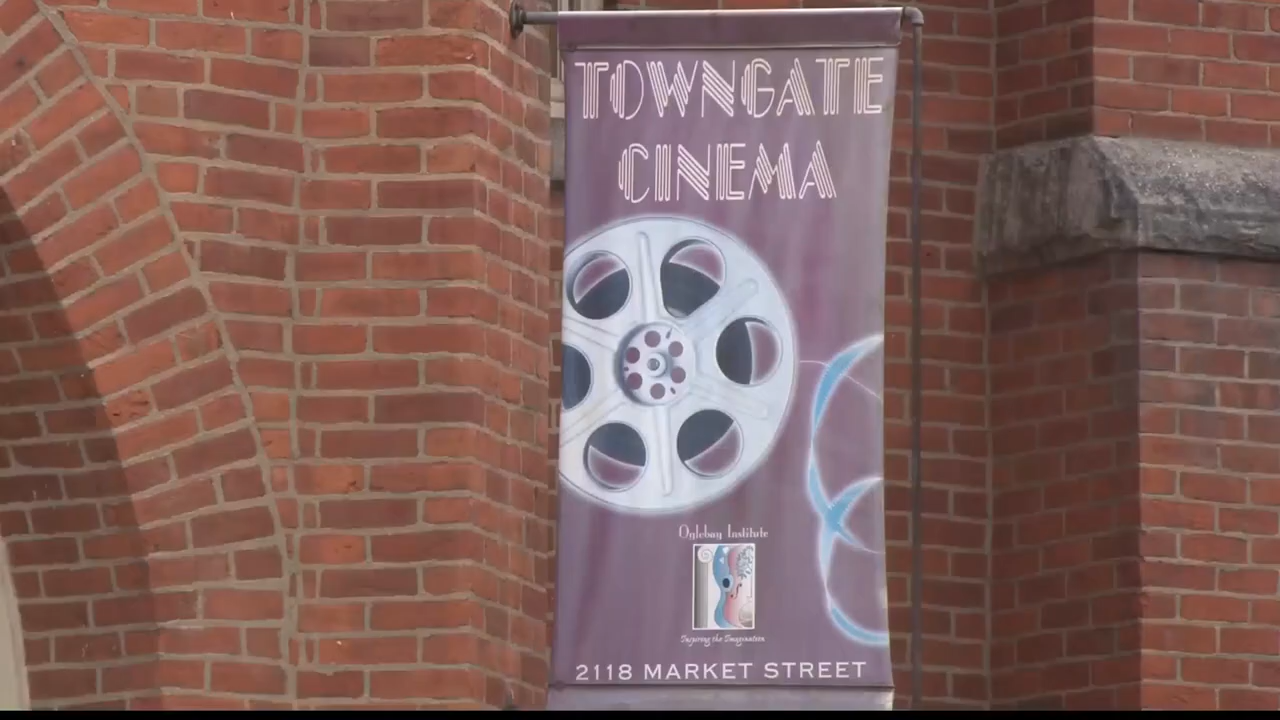 TOWNGATE
CINEMA
Oglebay Institute
Inspiring the Imagination
2118 MARKET STREET